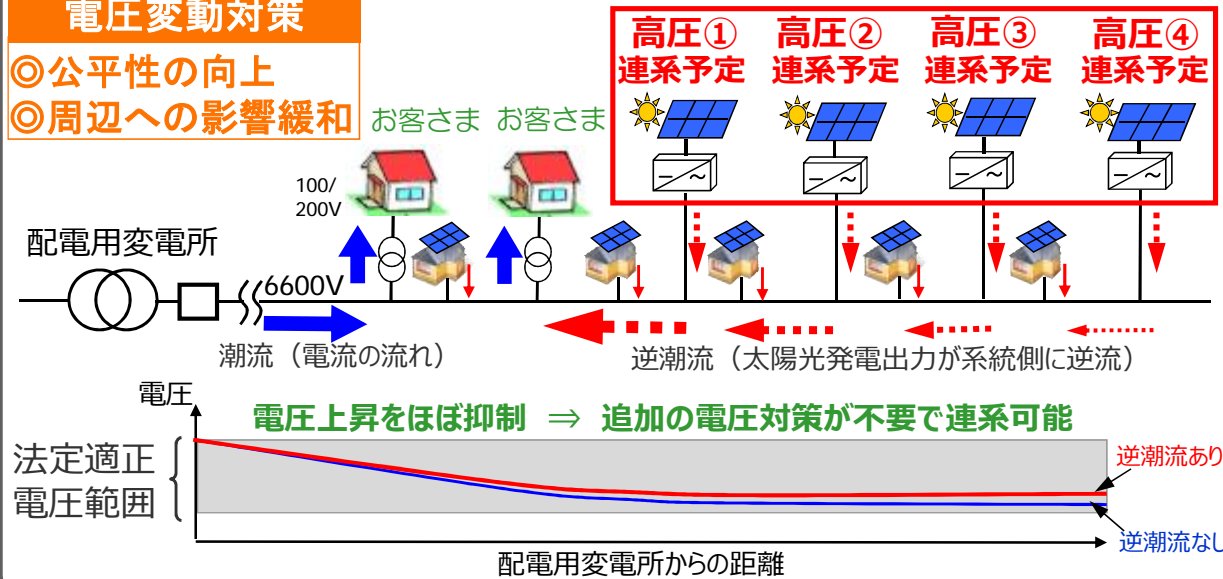 電圧変動対策
◎公平性の向上
◎周辺への影響緩和
お客さま
お客さま
高圧①
連系予定
高圧②
連系予定
高圧③
連系予定
高圧④
連系予定
100/
200V
配電用変電所
6600V
潮流（電流の流れ）
逆潮流（太陽光発電出力が系統側に逆流）
電圧
電圧上昇をほぼ抑制 ⇒ 追加の電圧対策が不要で連系可能
法定適正
電圧範囲
逆潮流あり
逆潮流なし
配電用変電所からの距離